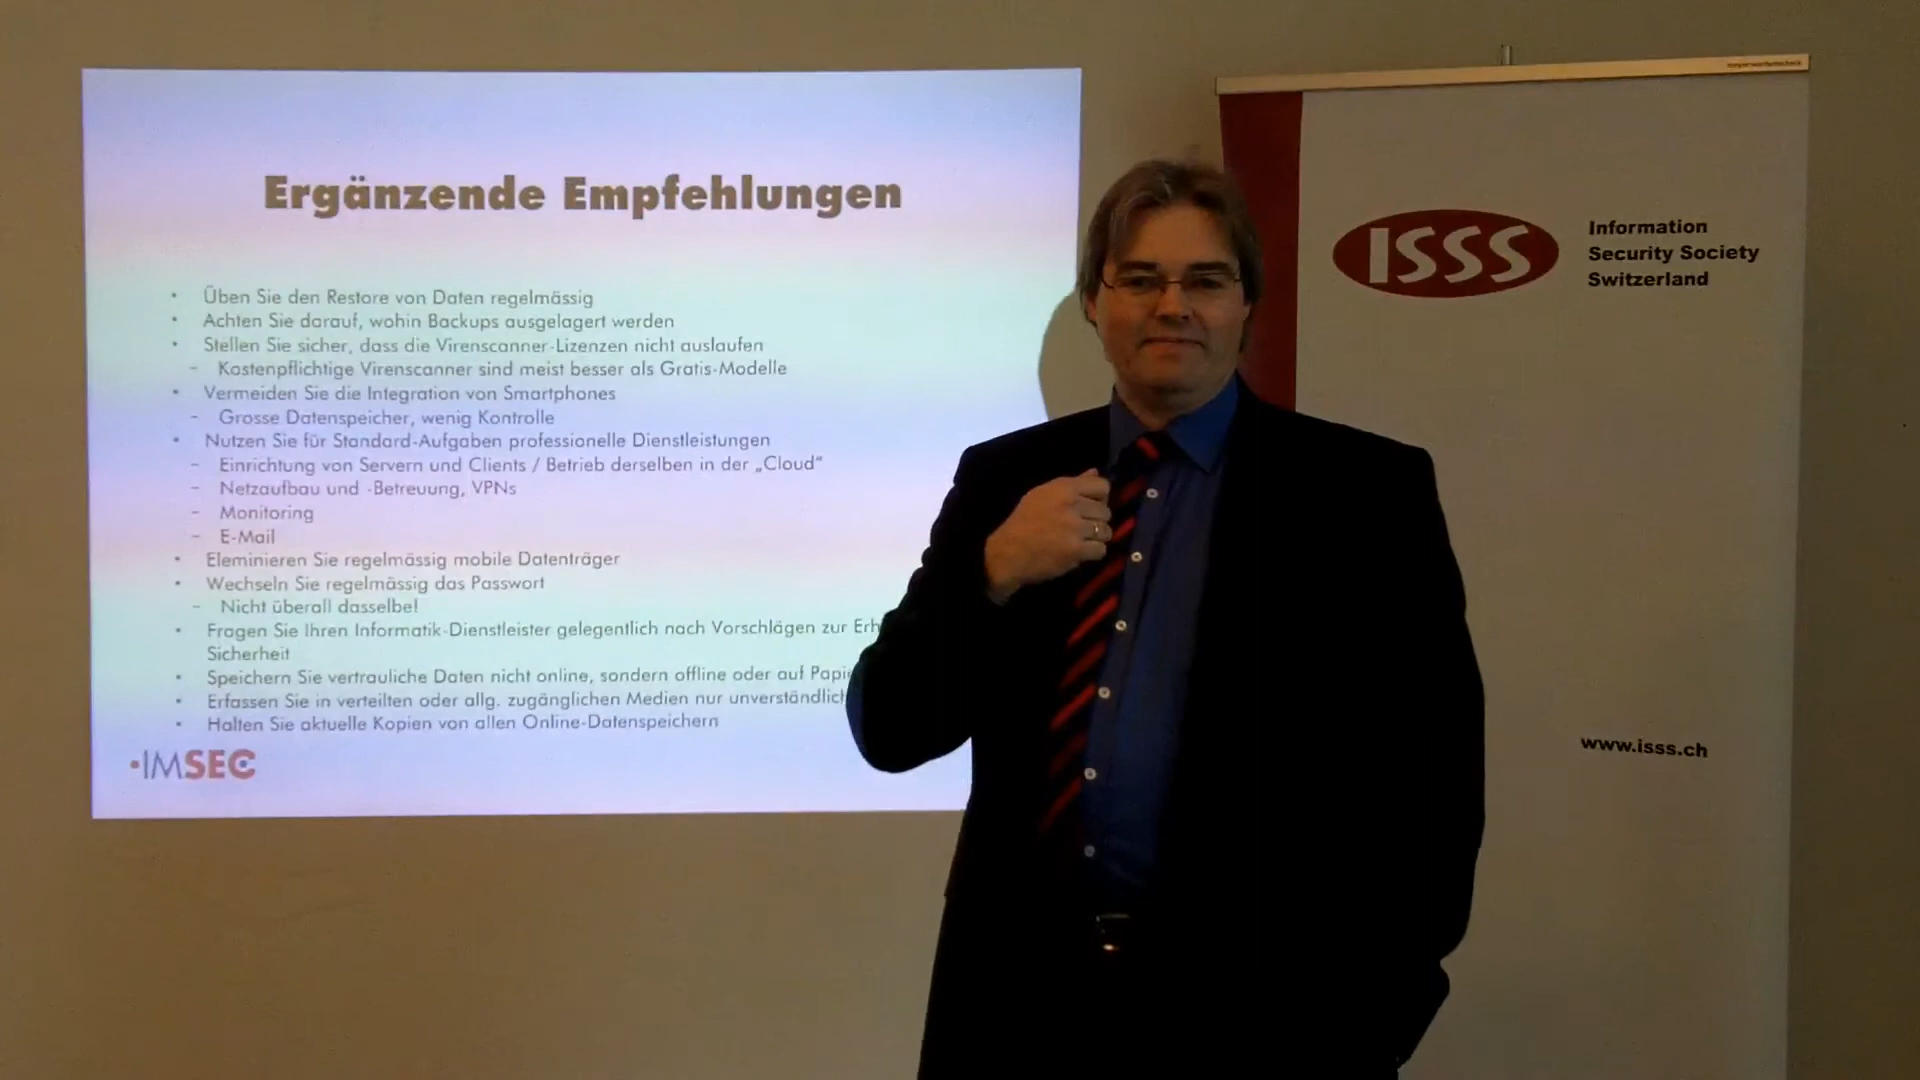 Ergänzende Empfehlungen
• Üben Sie den Restore von Daten regelmässig
• Achten Sie darauf, wohin Backups ausgelagert werden
• Stellen Sie sicher, dass die Virenscanner-Lizenzen nicht auslaufen
– Kostenpflichtige Virenscanner sind meist besser als Gratis-Modelle
• Vermeiden Sie die Integration von Smartphones
– Grosse Datenspeicher, wenig Kontrolle
• Nutzen Sie für Standard-Aufgaben professionelle Dienstleistungen
– Einrichtung von Servern und Clients / Betrieb derselben in der „Cloud“
– Netzaufbau und -Betreuung, VPNs
– Monitoring
– E-Mail
• Eleminieren Sie regelmässig mobile Datenträger
• Wechseln Sie regelmässig das Passwort
– Nicht überall dasselbe!
• Fragen Sie Ihren Informatik-Dienstleister gelegentlich nach Vorschlägen zur Erh
Sicherheit
• Speichern Sie vertrauliche Daten nicht online, sondern offline oder auf Papie
• Erfassen Sie in verteilten oder allg. zugänglichen Medien nur unverständlich
• Halten Sie aktuelle Kopien von allen Online-Datenspeichern
•IMSEC
ISSS
Information
Security Society
Switzerland
www.isss.ch